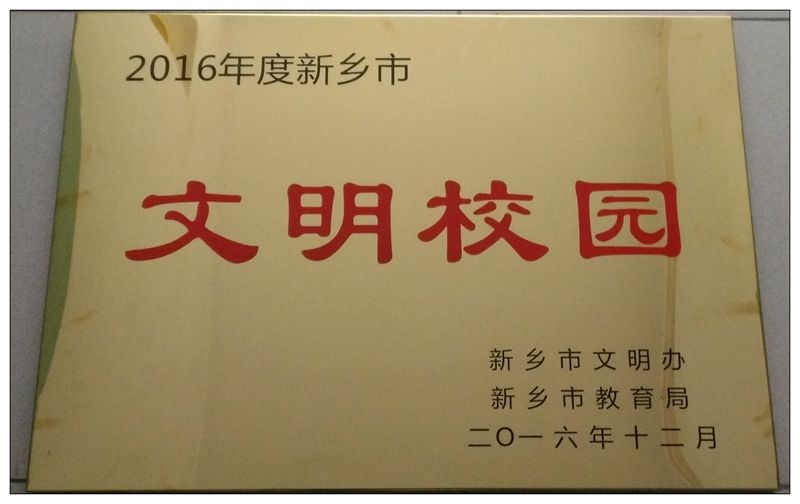 2016年度新乡市
文明校园
新乡市文明办
新乡市教育局
二〇一六年十二月